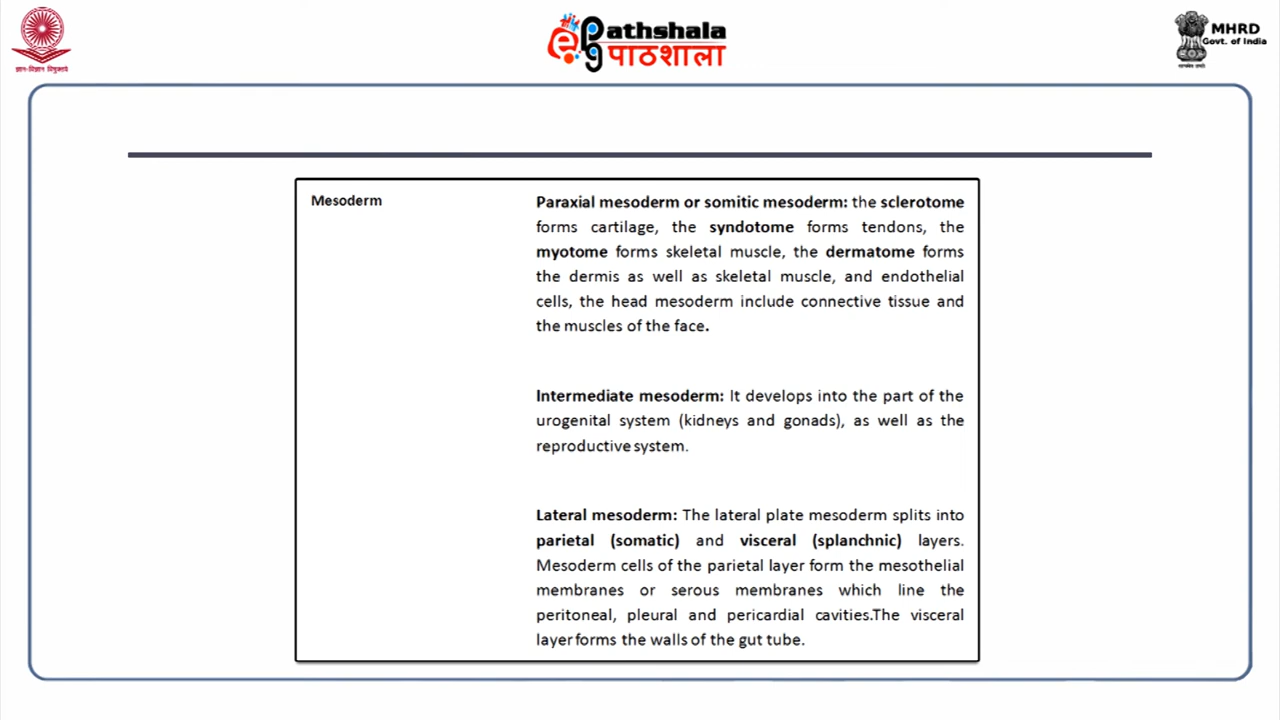 Pathshala
पाठशाला
MHRD
Govt. of India
Mesoderm
Paraxial mesoderm or somitic mesoderm: the sclerotome
forms cartilage, the syndotome forms tendons, the
myotome forms skeletal muscle, the dermatome forms
the dermis as well as skeletal muscle, and endothelial
cells, the head mesoderm include connective tissue and
the muscles of the face.
Intermediate mesoderm: It develops into the part of the
urogenital system (kidneys and gonads), as well as the
reproductive system.
Lateral mesoderm: The lateral plate mesoderm splits into
parietal (somatic) and visceral (splanchnic) layers.
Mesoderm cells of the parietal layer form the mesothelial
membranes or serous membranes which line the
peritoneal, pleural and pericardial cavities.The visceral
layer forms the walls of the gut tube.